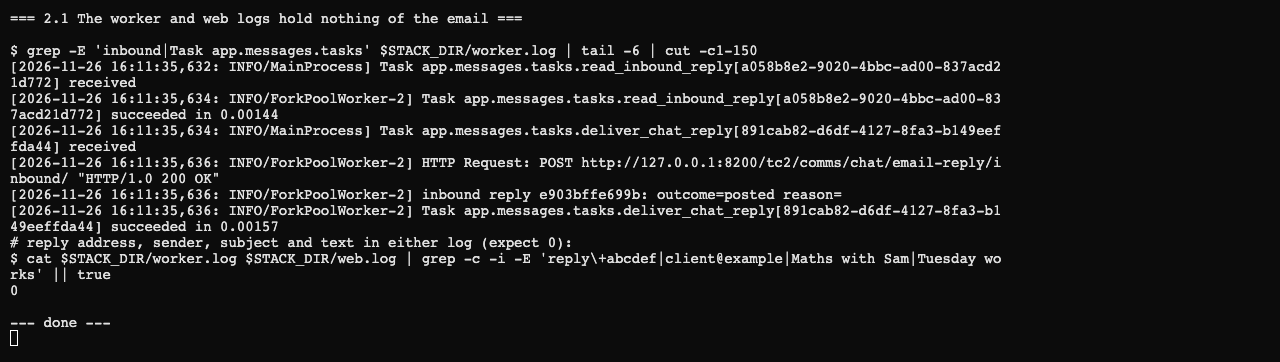 === 2.1 The worker and web logs hold nothing of the email ===
$ grep -E 'inbound|Task app.messages.tasks' $STACK_DIR/worker.log | tail -6 | cut -c1-150
[2026-11-26 16:11:35,632: INFO/MainProcess] Task app.messages.tasks.read_inbound_reply[a058b8e2-9020-4bbc-ad00-837acd2
1d772] received
[2026-11-26 16:11:35,634: INFO/ForkPoolWorker-2] Task app.messages.tasks.read_inbound_reply[a058b8e2-9020-4bbc-ad00-83
7acd21d772] succeeded in 0.00144
[2026-11-26 16:11:35,634: INFO/MainProcess] Task app.messages.tasks.deliver_chat_reply[891cab82-d6df-4127-8fa3-b149eef
fda44] received
[2026-11-26 16:11:35,636: INFO/ForkPoolWorker-2] HTTP Request: POST http://127.0.0.1:8200/tc2/comms/chat/email-reply/i
nbound/ "HTTP/1.0 200 OK"
[2026-11-26 16:11:35,636: INFO/ForkPoolWorker-2] inbound reply e903bffe699b: outcome=posted reason=
[2026-11-26 16:11:35,636: INFO/ForkPoolWorker-2] Task app.messages.tasks.deliver_chat_reply[891cab82-d6df-4127-8fa3-b1
49eeffda44] succeeded in 0.00157
# reply address, sender, subject and text in either log (expect 0):
$ cat $STACK_DIR/worker.log $STACK_DIR/web.log | grep -c -i -E 'reply\+abcdef|client@example|Maths with Sam|Tuesday wo
rks' || true
0
--- done ---